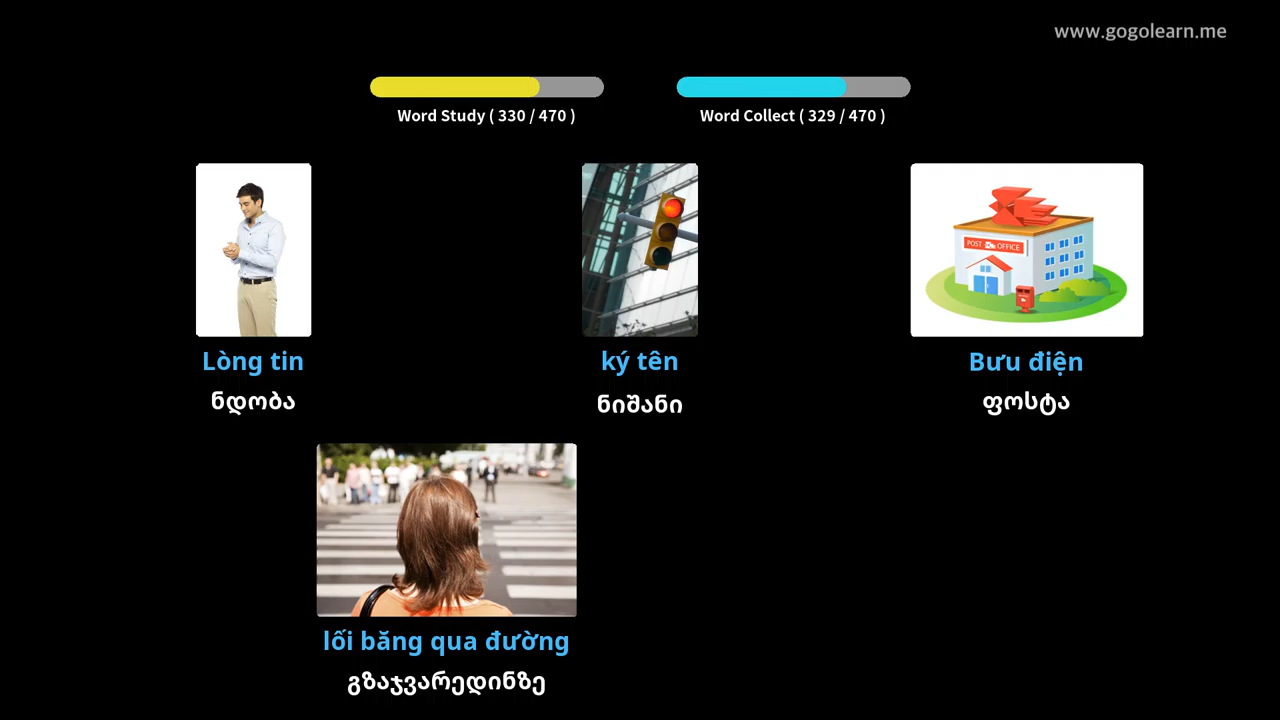 www.gogolearn.me
Word Study ( 330 / 470 )
Word Collect ( 329 / 470 )
POST OFFICE
Lòng tin
ký tên
Bưu điện
ნდობა
ნიშანი
ფოსტა
lối băng qua đường
გზაჯვარედინზე